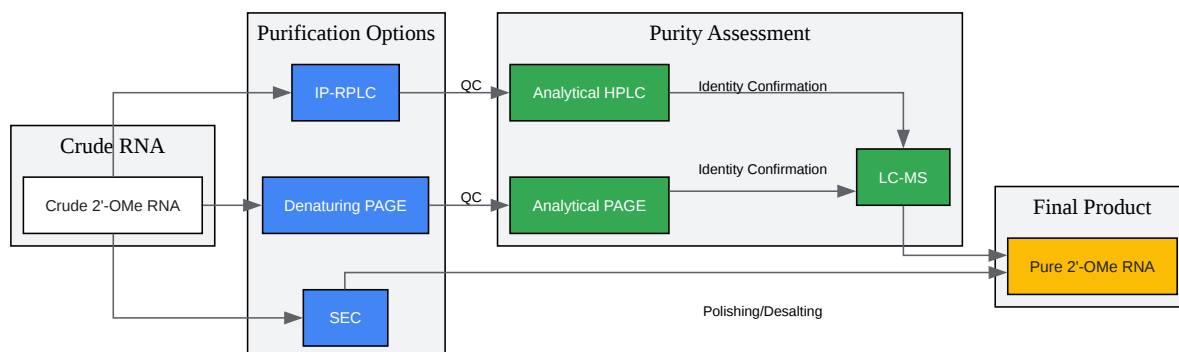 Purification Options
Purity Assessment
IP-RPLC
QC
Analytical HPLC
Identity Confirmation
Crude RNA
Crude 2'-OMe RNA
Denaturing PAGE
QC
Analytical PAGE
Identity Confirmation
LC-MS
Final Product
Pure 2'-OMe RNA
SEC
Polishing/Desalting